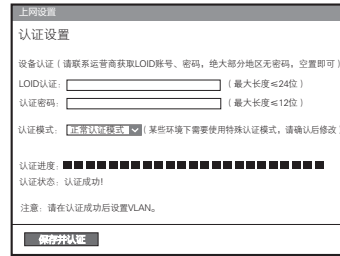 上网设置
认证设置
设备认证（请联系运营商获取LOID账号、密码，绝大部分地区无密码，空置即可）
LOID认证：（最大长度≤24位）
认证密码：（最大长度≤12位）
认证模式：正常认证模式（某些环境下需要使用特殊认证模式，请确认后修改
认证进度：
认证状态：认证成功!
注意：请在认证成功后设置VLAN。
保存并认证